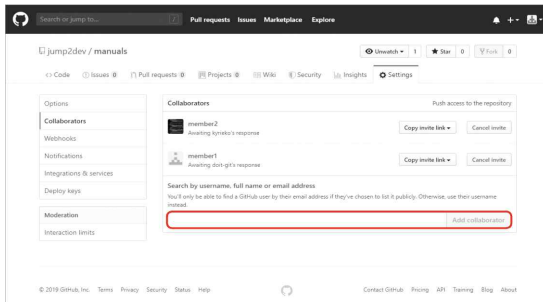 Search or jump to...
/
Pull requests Issues Marketplace Explore
jump2dev / manuals
Unwatch 1
Star 0
Fork 0
Code
Issues 0
Pull requests 0
Projects 0
Wiki
Security
Insights
Settings
Options
Collaborators
Webhooks
Notifications
Integrations & services
Deploy keys
Moderation
Interaction limits
Collaborators
Push access to the repository
member2
Awaiting kyrieko's response
Copy invite link
Cancel invite
member1
Awaiting doit-git's response
Copy invite link
Cancel invite
Search by username, full name or email address
You'll only be able to find a GitHub user by their email address if they've chosen to list it publicly. Otherwise, use their username
instead.
Add collaborator
© 2019 GitHub, Inc. Terms Privacy Security Status Help
Contact GitHub Pricing API Training Blog About